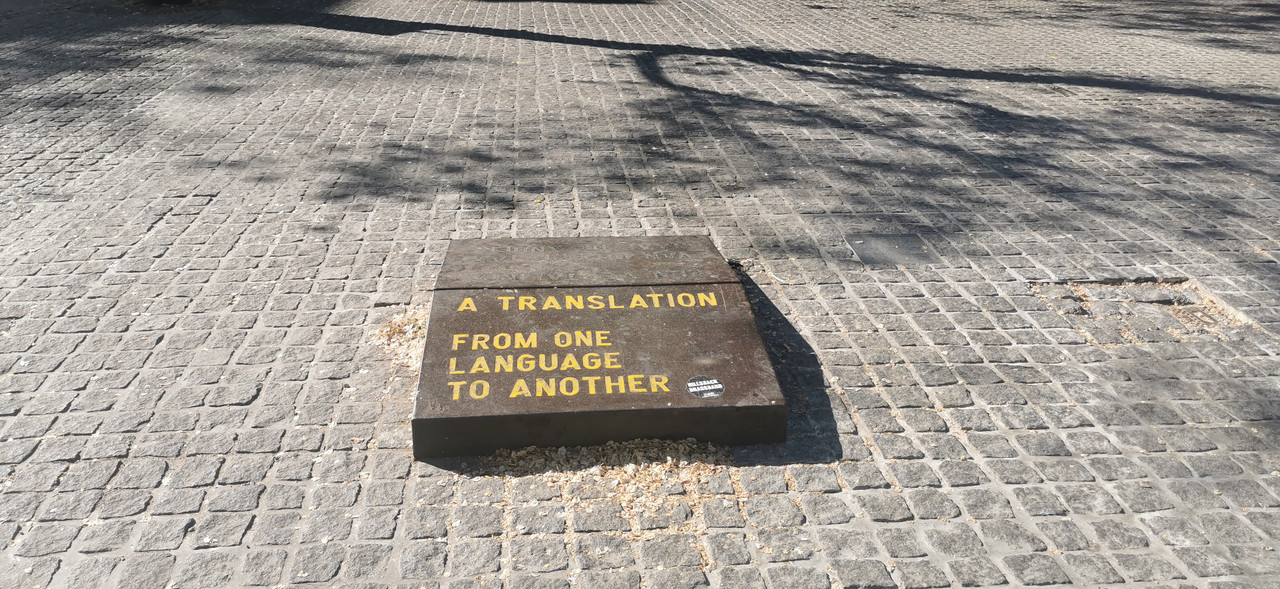 A TRANSLATION
FROM ONE
LANGUAGE
TO ANOTHER